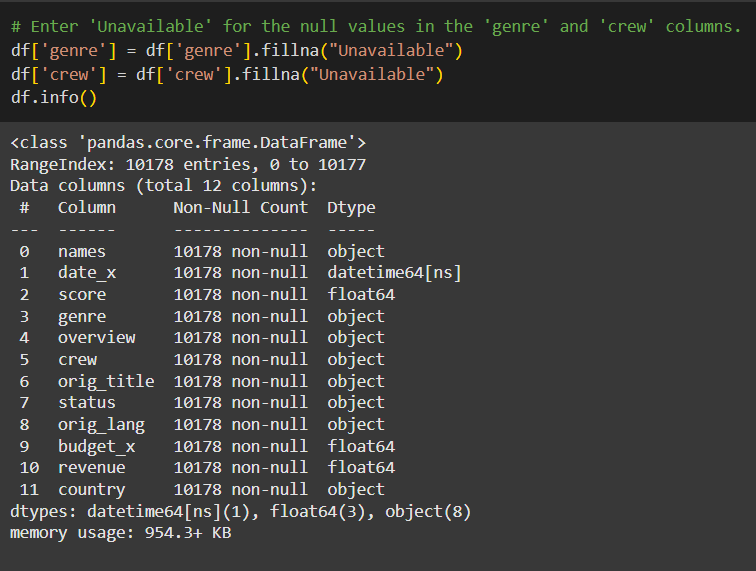 # Enter 'Unavailable' for the null values in the 'genre' and 'crew' columns.
df['genre'] = df['genre'].fillna("Unavailable")
df['crew'] = df['crew'].fillna("Unavailable")
df.info()
<class 'pandas.core.frame.DataFrame'>
RangeIndex: 10178 entries, 0 to 10177
Data columns (total 12 columns):
 #   Column      Non-Null Count  Dtype
---  ------      --------------  -----
 0   names       10178 non-null  object
 1   date_x      10178 non-null  datetime64[ns]
 2   score       10178 non-null  float64
 3   genre       10178 non-null  object
 4   overview    10178 non-null  object
 5   crew        10178 non-null  object
 6   orig_title  10178 non-null  object
 7   status      10178 non-null  object
 8   orig_lang   10178 non-null  object
 9   budget_x    10178 non-null  float64
 10  revenue     10178 non-null  float64
 11  country     10178 non-null  object
dtypes: datetime64[ns](1), float64(3), object(8)
memory usage: 954.3+ KB